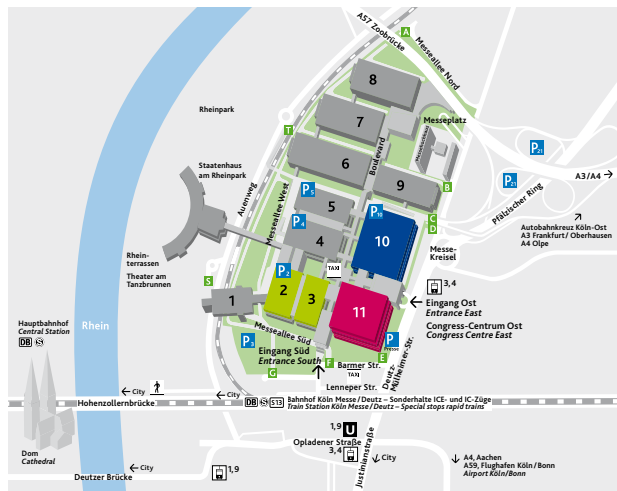 A57 Zoobrücke
A
Messeallee Nord
8
Rheinpark
7
Messeplatz
T
Boulevard
Messehochhaus
P21
Staatenhaus
am Rheinpark
6
9
B
P21
A3/A4
Pfälzischer Ring
Auenweg
Messeallee West
P5
5
P10
P4
4
10
C
D
Autobahnkreuz Köln-Ost
A3 Frankfurt/Oberhausen
A4 Olpe
Messe-
Kreisel
Rhein-
terrassen
Theater am
Tanzbrunnen
P2
TAXI
S
3,4
1
2
3
11
Eingang Ost
Entrance East
Congress-Centrum Ost
Congress Centre East
Rhein
Hauptbahnhof
Central Station
DB S
Messeallee Süd
P3
Eingang Süd
Entrance South
P
Presse
E
F
G
Barmer Str.
TAXI
Lenneper Str.
Deutz-
Mülheimer-Str.
City
City
Hohenzollernbrücke
DB S S13
Bahnhof Köln Messe/Deutz – Sonderhalte ICE- und IC-Züge
Train Station Köln Messe/Deutz – Special stops rapid trains
1,9 U
Opladener Straße
3,4
City
Justinianstraße
Dom
Cathedral
City
Deutzer Brücke
1,9
A4, Aachen
A59, Flughafen Köln/Bonn
Airport Köln/Bonn